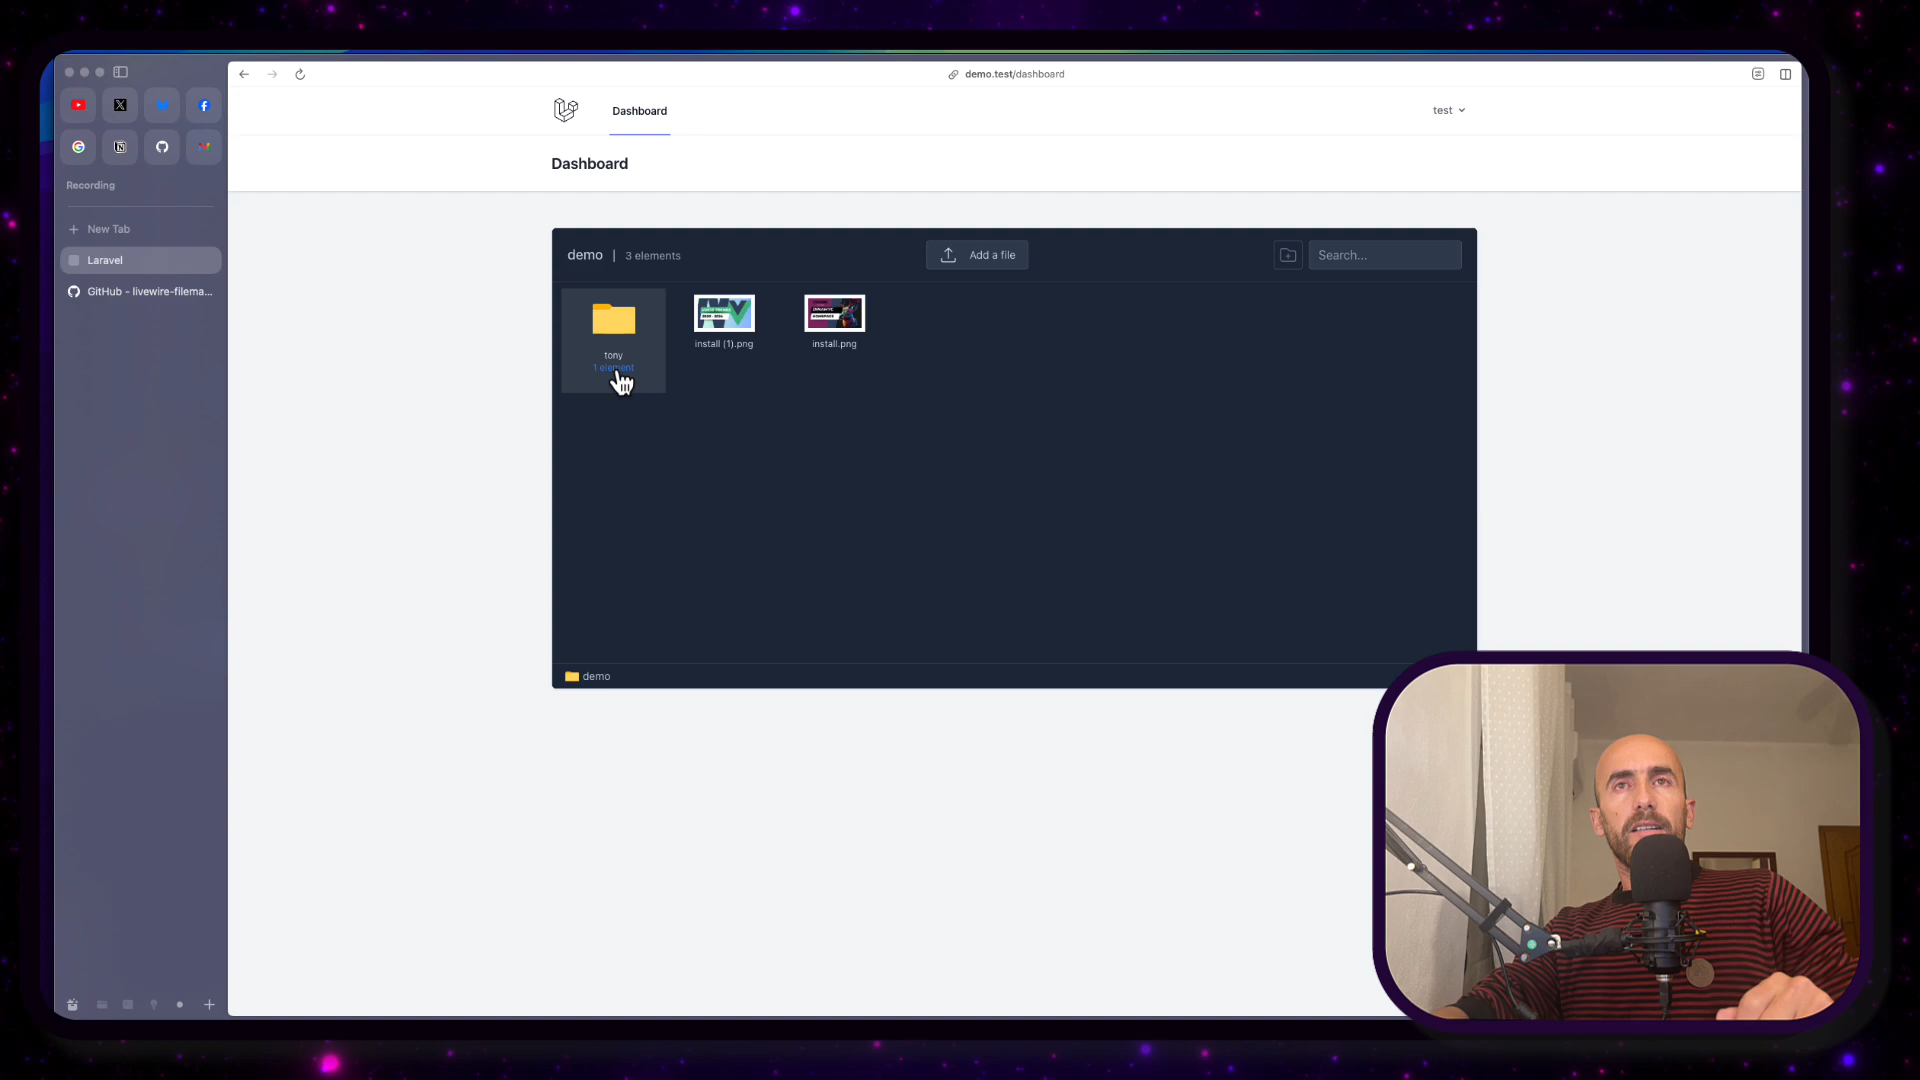 demo.test/dashboard
Dashboard
test
Recording
Dashboard
New Tab
Laravel
GitHub - livewire-filema...
demo | 3 elements
Add a file
Search...
tony
1 element
install (1).png
install.png
demo